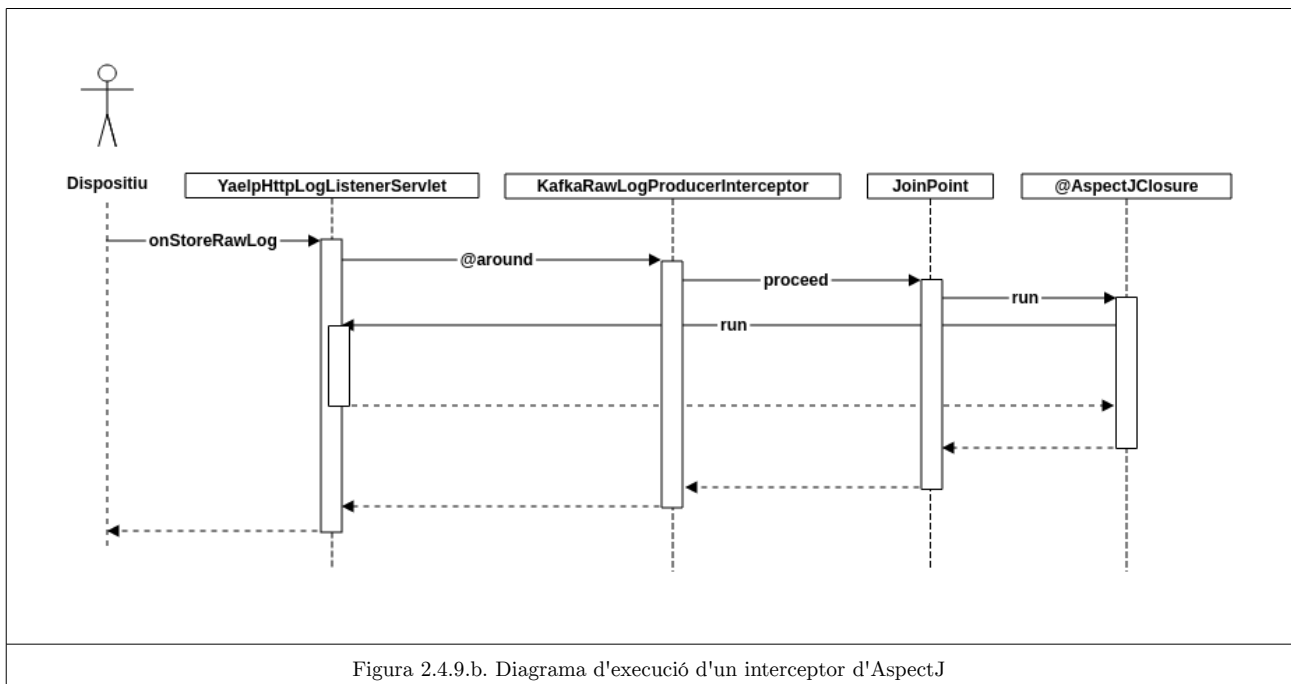 Dispositiu
YaelpHttpLogListenerServlet
KafkaRawLogProducerInterceptor
JoinPoint
@AspectJClosure
onStoreRawLog
@around
proceed
run
run
Figura 2.4.9.b. Diagrama d'execució d'un interceptor d'AspectJ